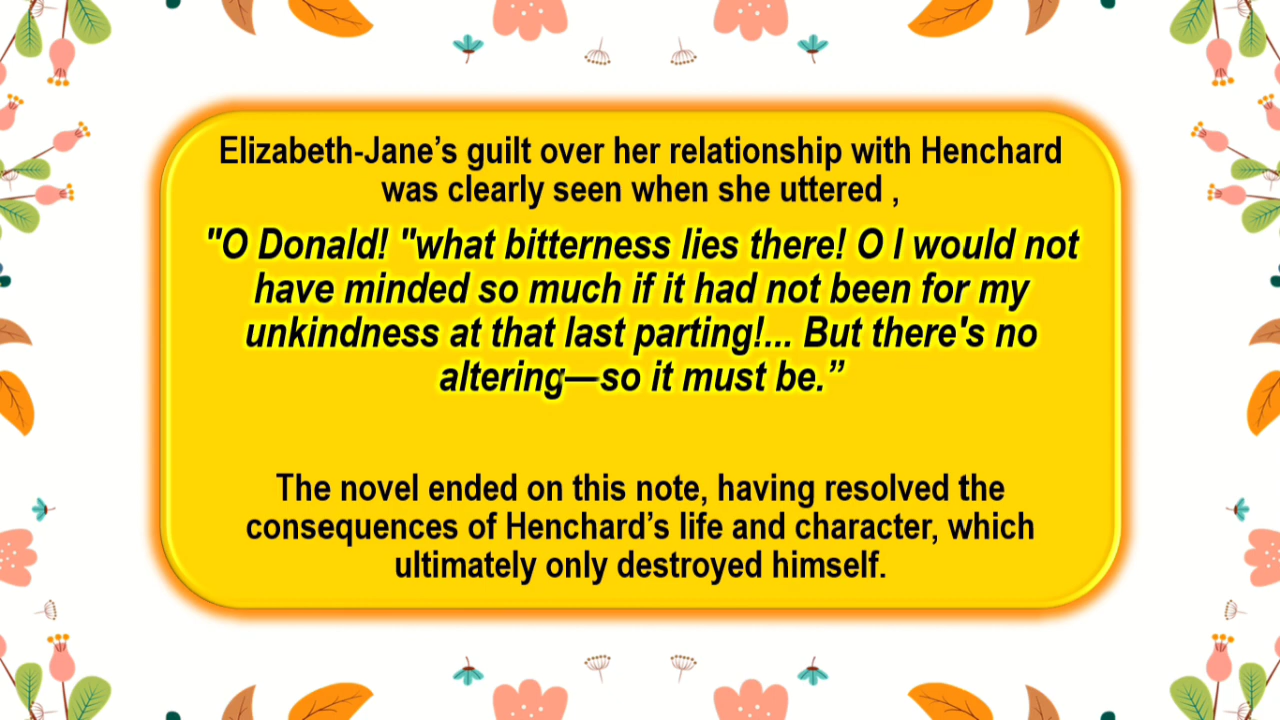 Elizabeth-Jane’s guilt over her relationship with Henchard
was clearly seen when she uttered ,
"O Donald! "what bitterness lies there! O I would not
have minded so much if it had not been for my
unkindness at that last parting!... But there's no
altering—so it must be.”
The novel ended on this note, having resolved the
consequences of Henchard’s life and character, which
ultimately only destroyed himself.